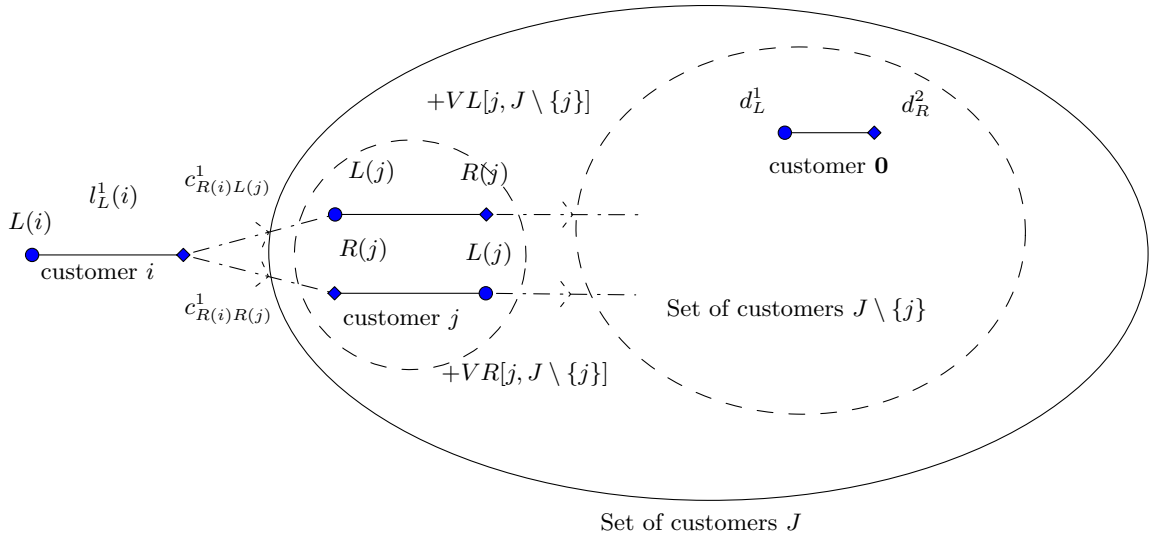 +VL[j, J \ {j}]
d_L^1
d_R^2
customer 0
c^1_{R(i)L(j)}
L(j)
R(j)
l_L^1(i)
L(i)
customer i
R(j)
L(j)
c^1_{R(i)R(j)}
customer j
Set of customers J \ {j}
+VR[j, J \ {j}]
Set of customers J